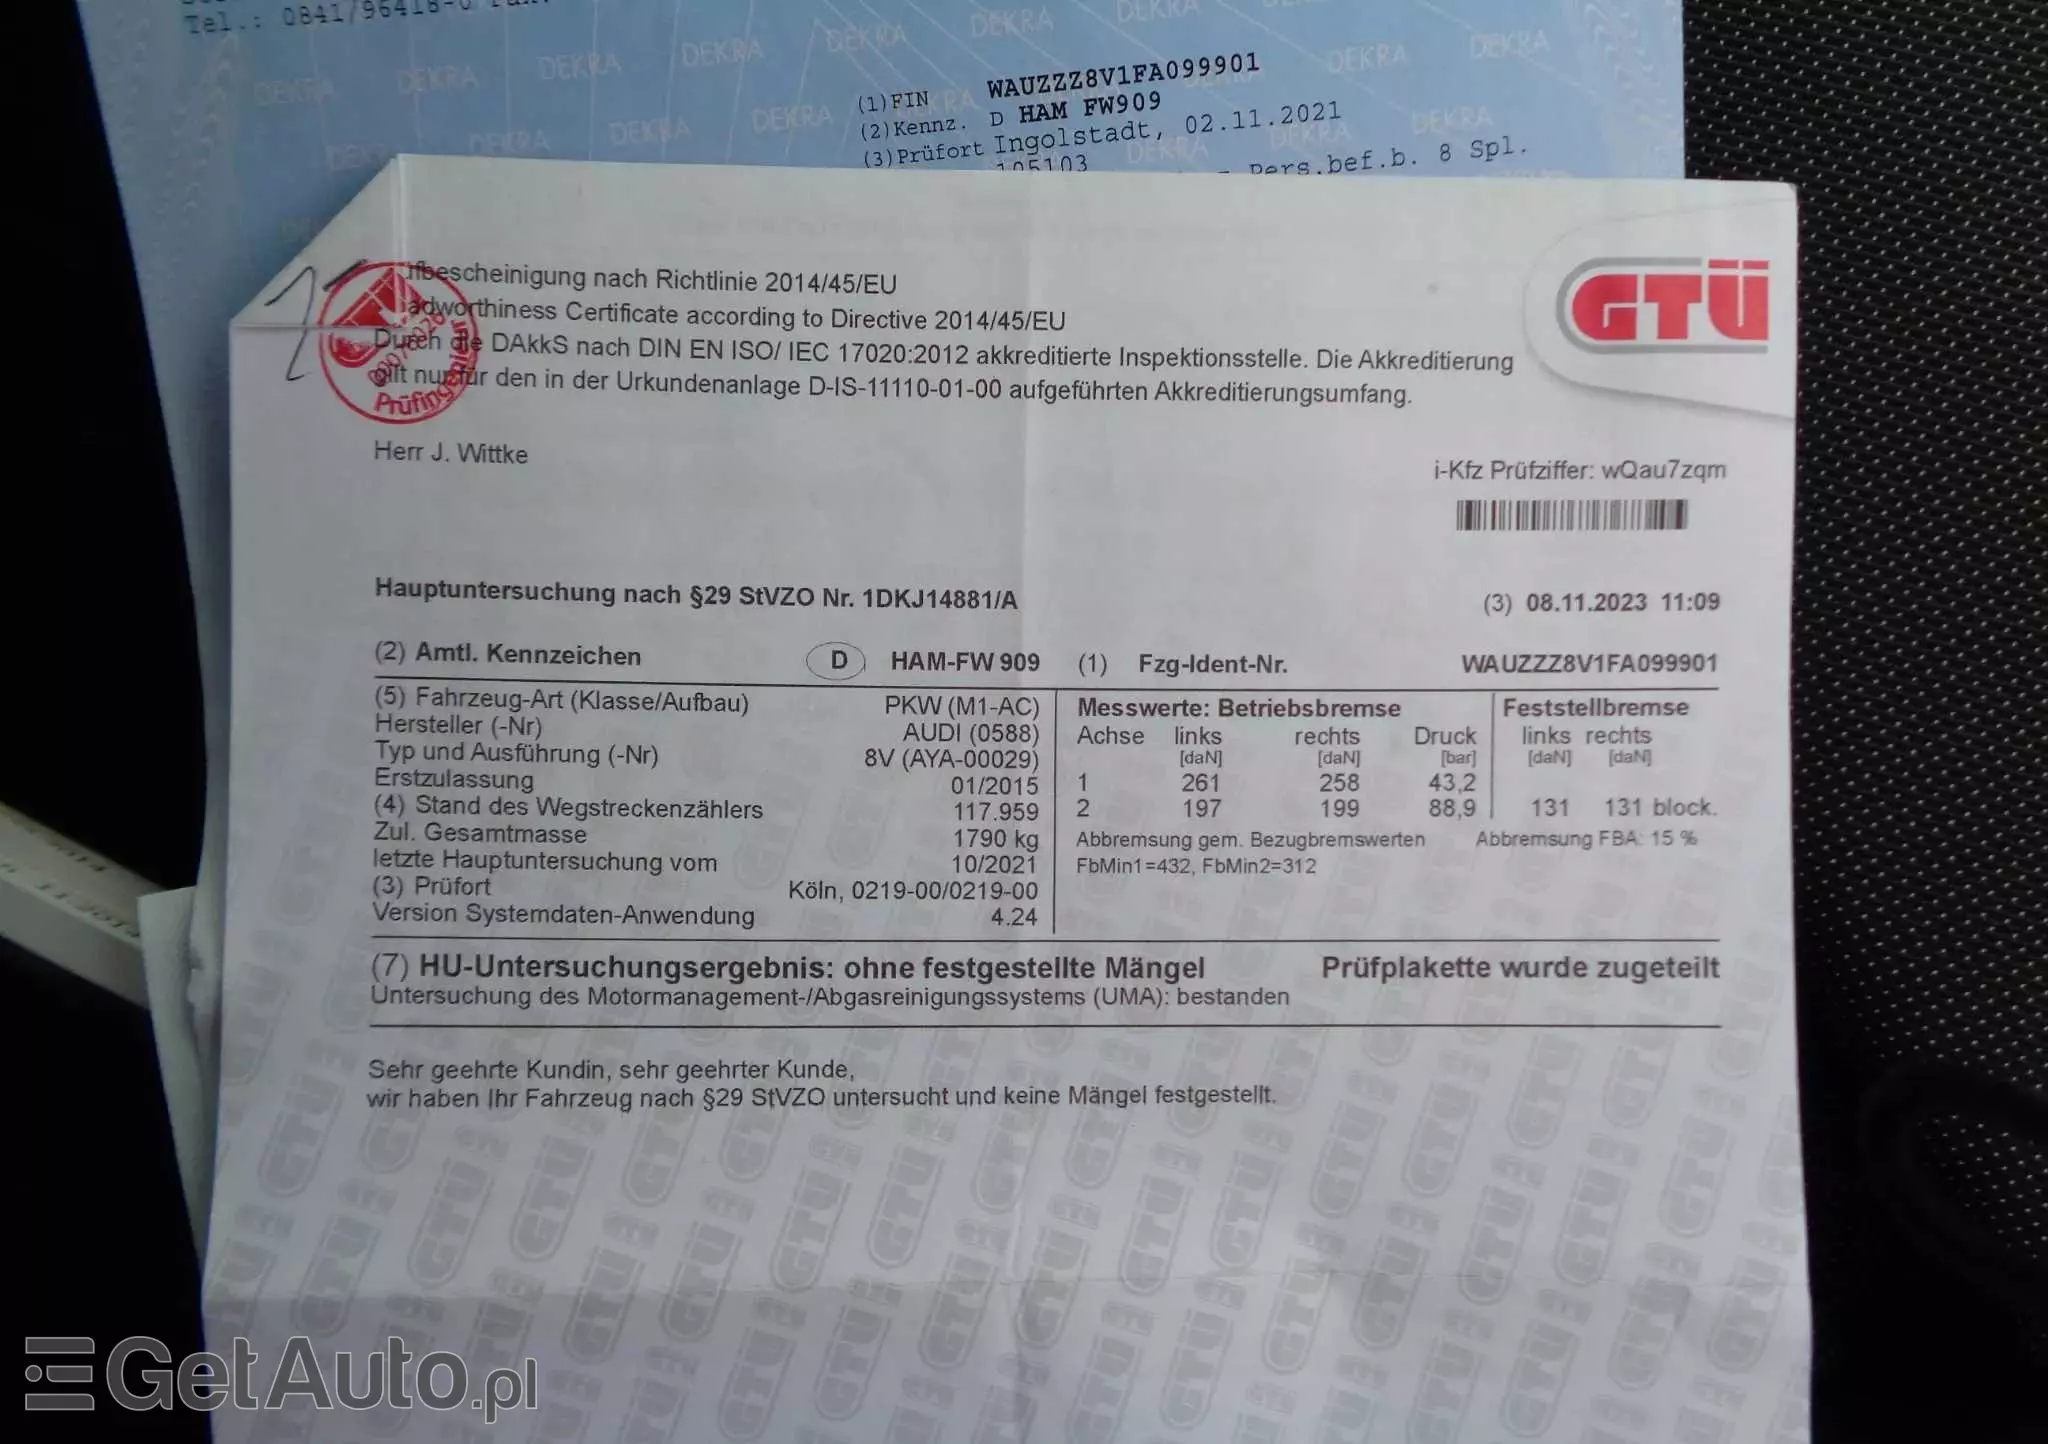 Tel.: 0841/96418-0 Fax:
DEKRA
(1)FIN WAUZZZ8V1FA099901
(2)Kennz. D HAM FW909
(3)Prüfort Ingolstadt, 02.11.2021
105103
Pers.bef.b. 8 Spl.
GTÜ
fbescheinigung nach Richtlinie 2014/45/EU
adworthiness Certificate according to Directive 2014/45/EU
Durch die DAkkS nach DIN EN ISO/ IEC 17020:2012 akkreditierte Inspektionsstelle. Die Akkreditierung
gilt nur für den in der Urkundenanlage D-IS-11110-01-00 aufgeführten Akkreditierungsumfang.
Herr J. Wittke
i-Kfz Prüfziffer: wQau7zqm
Hauptuntersuchung nach §29 StVZO Nr. 1DKJ14881/A
(3) 08.11.2023 11:09
(2) Amtl. Kennzeichen D HAM-FW 909 (1) Fzg-Ident-Nr. WAUZZZ8V1FA099901
(5) Fahrzeug-Art (Klasse/Aufbau) PKW (M1-AC)
Hersteller (-Nr) AUDI (0588)
Typ und Ausführung (-Nr) 8V (AYA-00029)
Erstzulassung 01/2015
(4) Stand des Wegstreckenzählers 117.959
Zul. Gesamtmasse 1790 kg
letzte Hauptuntersuchung vom 10/2021
(3) Prüfort Köln, 0219-00/0219-00
Version Systemdaten-Anwendung 4.24
Messwerte: Betriebsbremse Feststellbremse
Achse links rechts Druck links rechts
[daN] [daN] [bar] [daN] [daN]
1 261 258 43,2
2 197 199 88,9 131 131 block.
Abbremsung gem. Bezugbremswerten Abbremsung FBA: 15 %
FbMin1=432, FbMin2=312
(7) HU-Untersuchungsergebnis: ohne festgestellte Mängel Prüfplakette wurde zugeteilt
Untersuchung des Motormanagement-/Abgasreinigungssystems (UMA): bestanden
Sehr geehrte Kundin, sehr geehrter Kunde,
wir haben Ihr Fahrzeug nach §29 StVZO untersucht und keine Mängel festgestellt.
GetAuto.pl